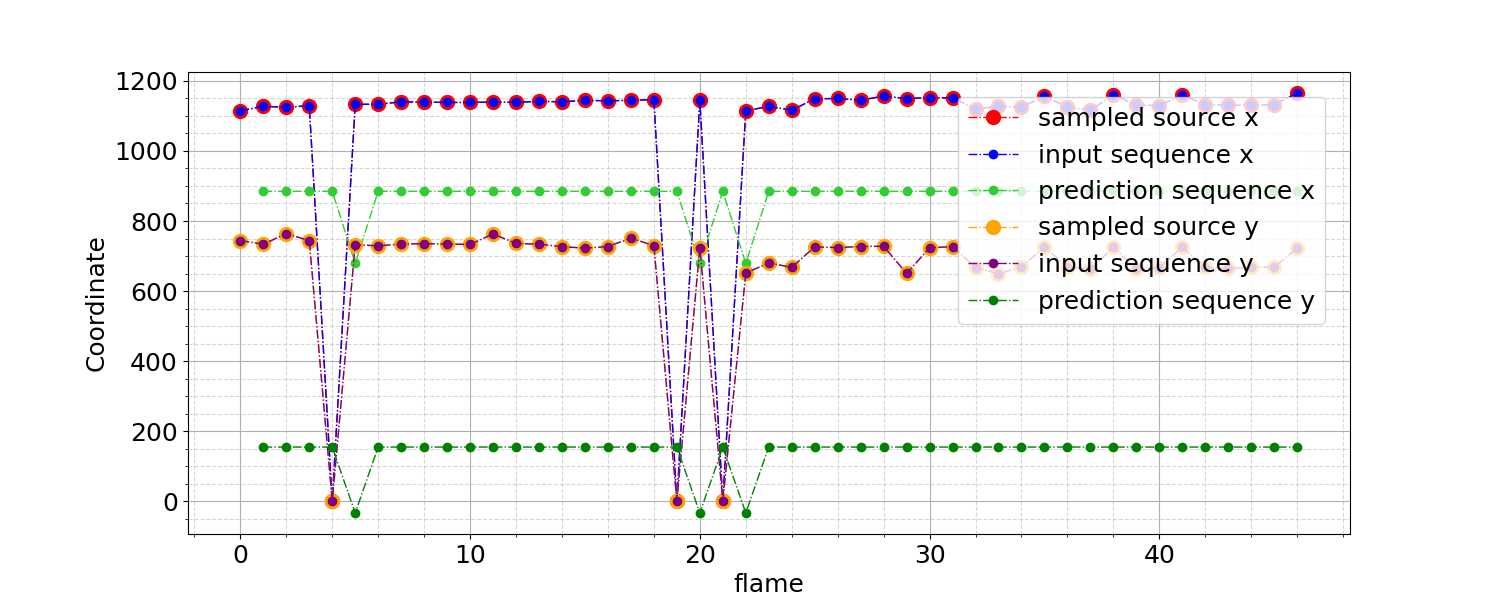 1200
1000
800
600
400
200
0
Coordinate
sampled source x
input sequence x
prediction sequence x
sampled source y
input sequence y
prediction sequence y
0 10 20 30 40
flame